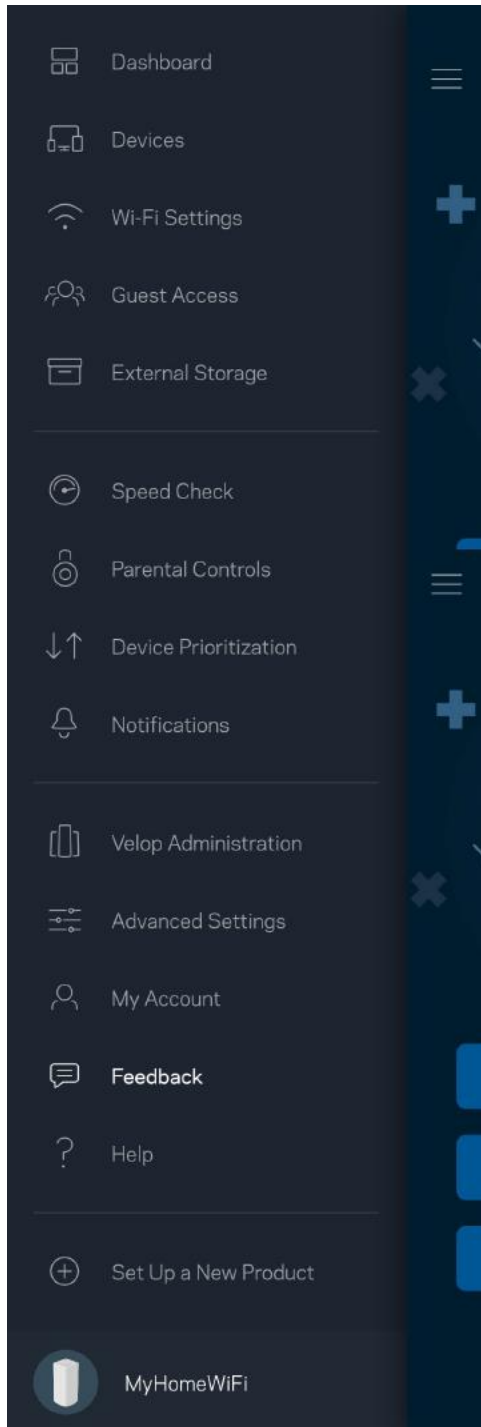 Dashboard
Devices
Wi-Fi Settings
Guest Access
External Storage
Speed Check
Parental Controls
Device Prioritization
Notifications
Velop Administration
Advanced Settings
My Account
Feedback
Help
Set Up a New Product
MyHomeWiFi